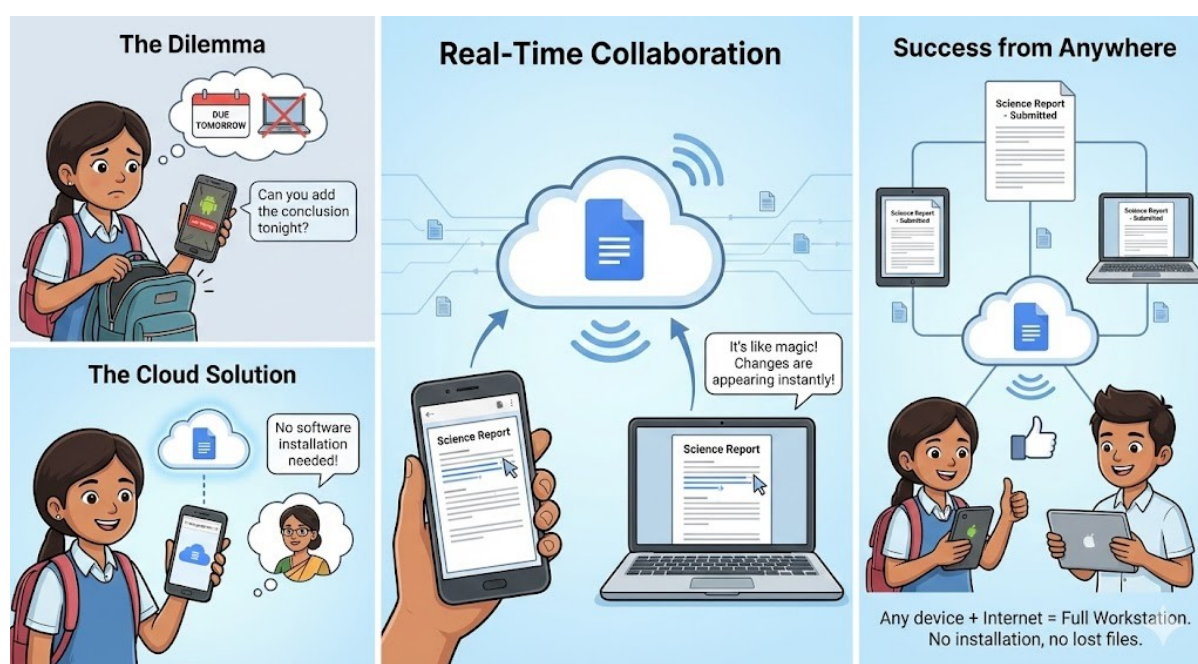 The Dilemma
DUE
TOMORROW
Can you add
the conclusion
tonight?
The Cloud Solution
No software
installation
needed!
Real-Time Collaboration
It's like magic!
Changes are
appearing instantly!
Science Report
Science Report
Success from Anywhere
Science Report
- Submitted
Science Report
- Submitted
- Submitted
Any device + Internet = Full Workstation.
No installation, no lost files.